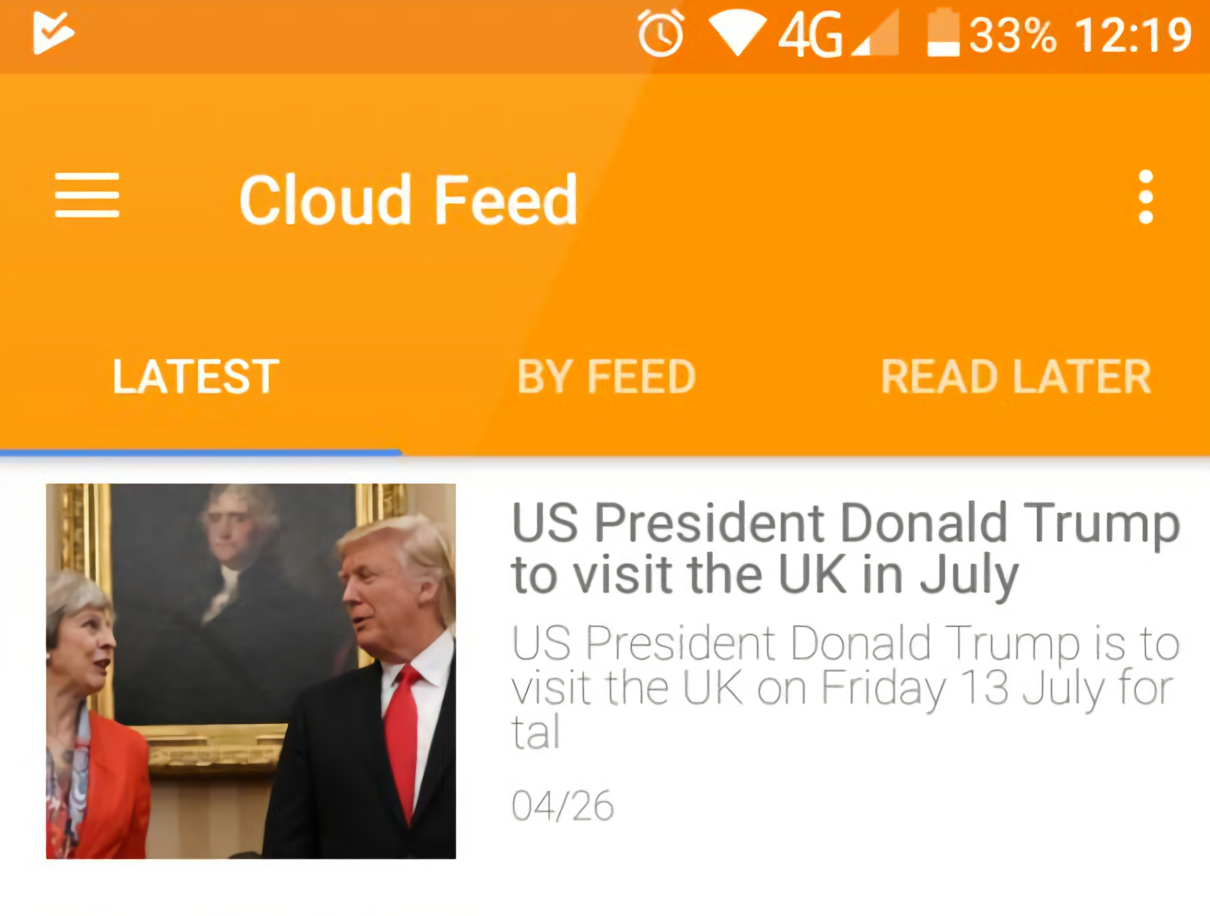 4G 33% 12:19
Cloud Feed
LATEST BY FEED READ LATER
US President Donald Trump
to visit the UK in July
US President Donald Trump is to
visit the UK on Friday 13 July for
tal
04/26